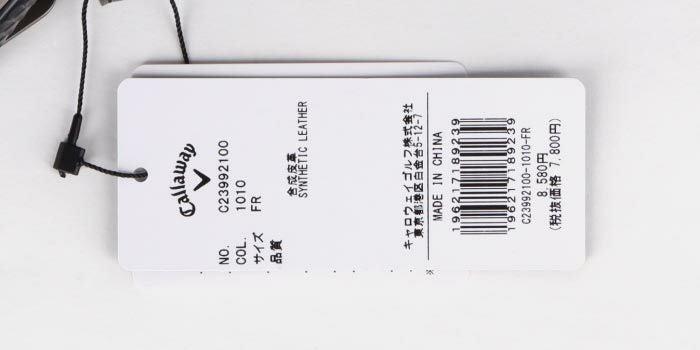 Callaway
NO. C23992100
COL. 1010
サイズ FR
品質 合成皮革
SYNTHETIC LEATHER
キャロウェイゴルフ株式会社
東京都港区白金台5-12-7
MADE IN CHINA
196217189239
196217189239
C23992100-1010-FR
8,580円
(税抜価格 7,800円)
※